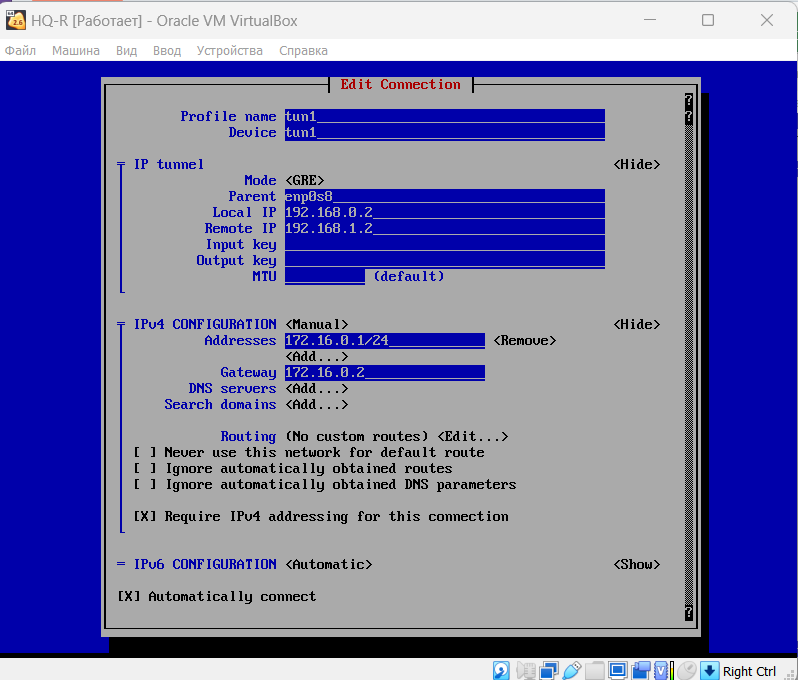 HQ-R [Работает] - Oracle VM VirtualBox
Файл Машина Вид Ввод Устройства Справка
Edit Connection
Profile name tun1
Device tun1
IP tunnel <Hide>
Mode <GRE>
Parent enp0s8
Local IP 192.168.0.2
Remote IP 192.168.1.2
Input key
Output key
MTU (default)
IPv4 CONFIGURATION <Manual> <Hide>
Addresses 172.16.0.1/24 <Remove>
<Add...>
Gateway 172.16.0.2
DNS servers <Add...>
Search domains <Add...>
Routing (No custom routes) <Edit...>
[ ] Never use this network for default route
[ ] Ignore automatically obtained routes
[ ] Ignore automatically obtained DNS parameters
[X] Require IPv4 addressing for this connection
= IPv6 CONFIGURATION <Automatic> <Show>
[X] Automatically connect
Right Ctrl